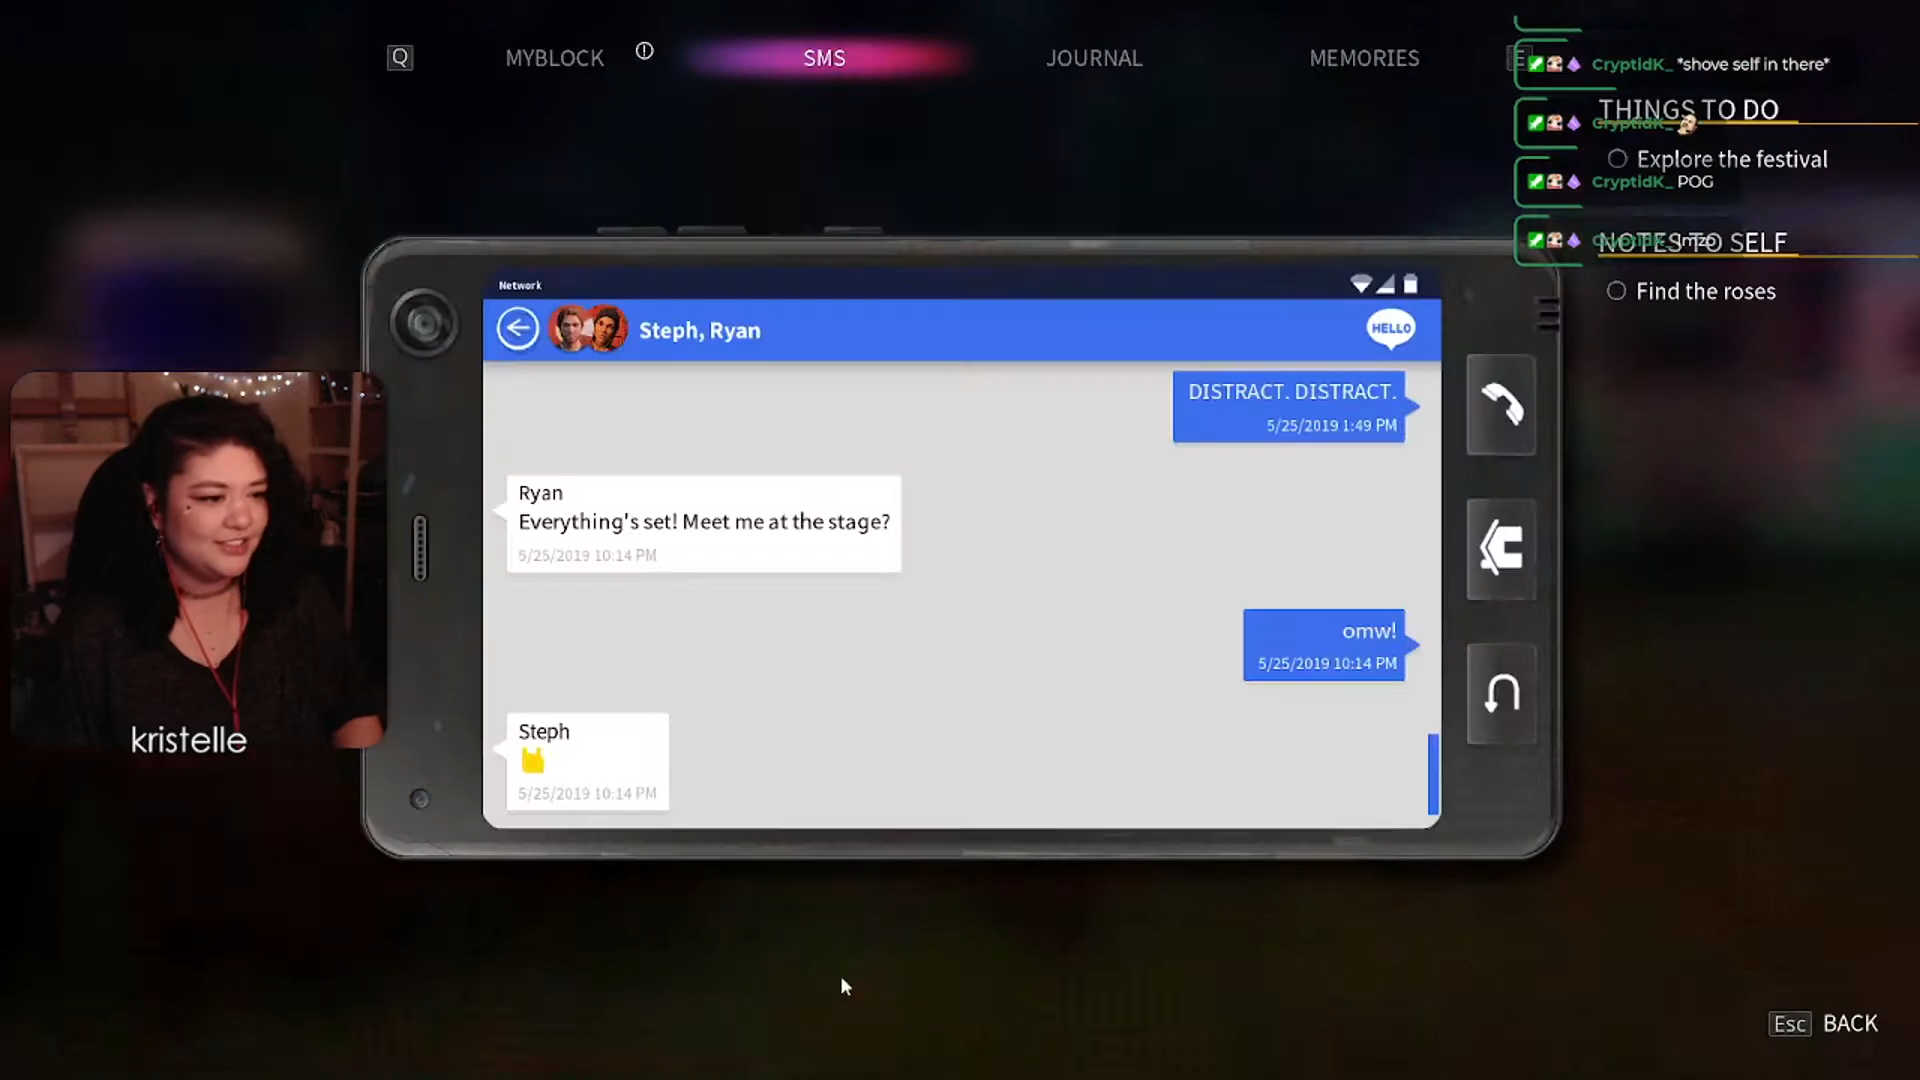 Q
MYBLOCK
SMS
JOURNAL
MEMORIES
E
CryptidK_ *shove self in there*
THINGS TO DO
CryptidK_
Explore the festival
CryptidK_ POG
NOTES TO SELF
Find the roses
Network
Steph, Ryan
HELLO
DISTRACT. DISTRACT.
5/25/2019 1:49 PM
Ryan
Everything's set! Meet me at the stage?
5/25/2019 10:14 PM
omw!
5/25/2019 10:14 PM
Steph
5/25/2019 10:14 PM
kristelle
Esc BACK